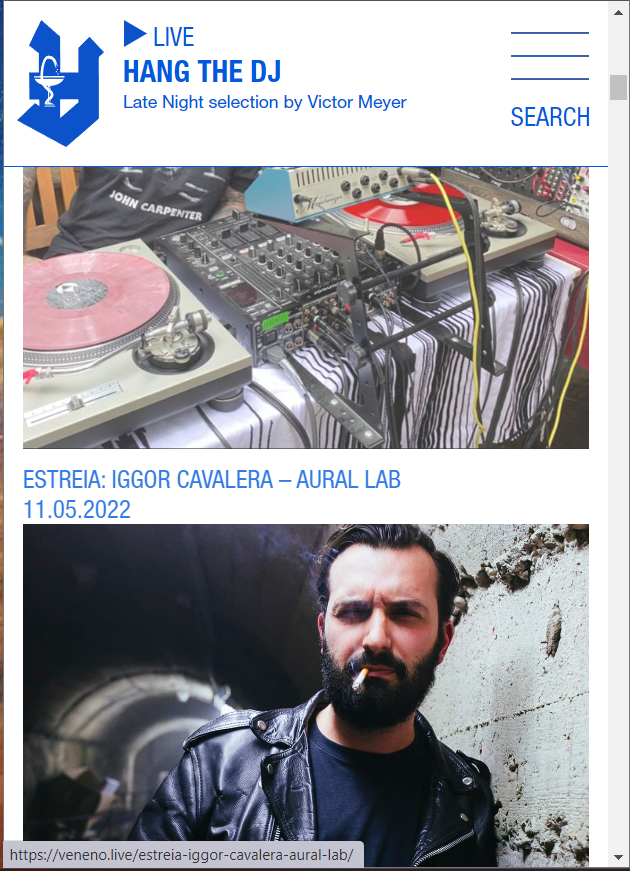 LIVE
HANG THE DJ
Late Night selection by Victor Meyer
SEARCH
JOHN CARPENTER
ESTREIA: IGGOR CAVALERA – AURAL LAB
11.05.2022
https://veneno.live/estreia-iggor-cavalera-aural-lab/